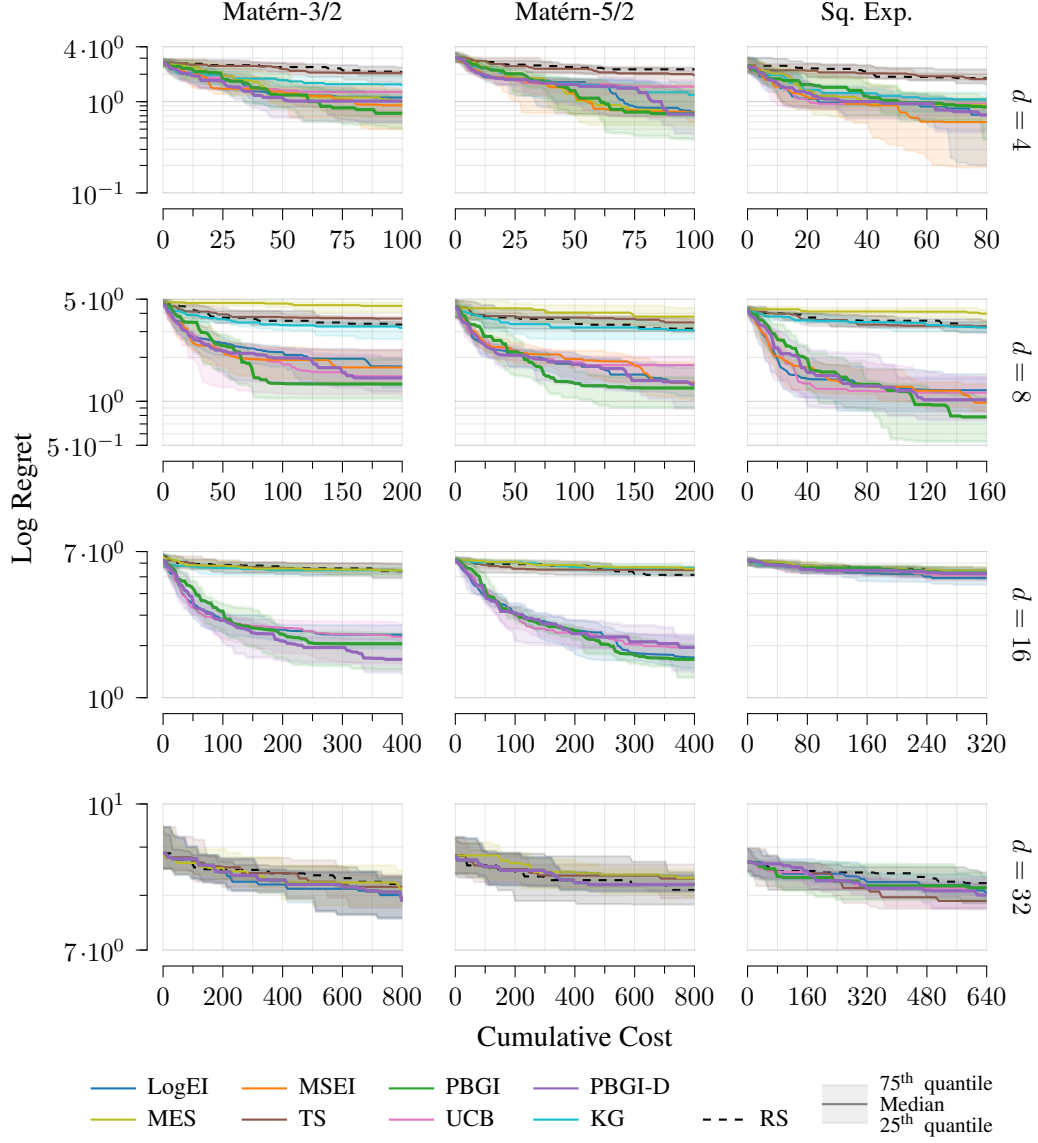 Matérn-3/2 Matérn-5/2 Sq. Exp.
4·10⁰
10⁰
10⁻¹
0 25 50 75 100 0 25 50 75 100 0 20 40 60 80
d = 4
5·10⁰
10⁰
5·10⁻¹
0 50 100 150 200 0 50 100 150 200 0 40 80 120 160
d = 8
Log Regret
7·10⁰
10⁰
0 100 200 300 400 0 100 200 300 400 0 80 160 240 320
d = 16
10¹
7·10⁰
0 200 400 600 800 0 200 400 600 800 0 160 320 480 640
d = 32
Cumulative Cost
LogEI MSEI PBGI PBGI-D
MES TS UCB KG RS
75th quantile
Median
25th quantile